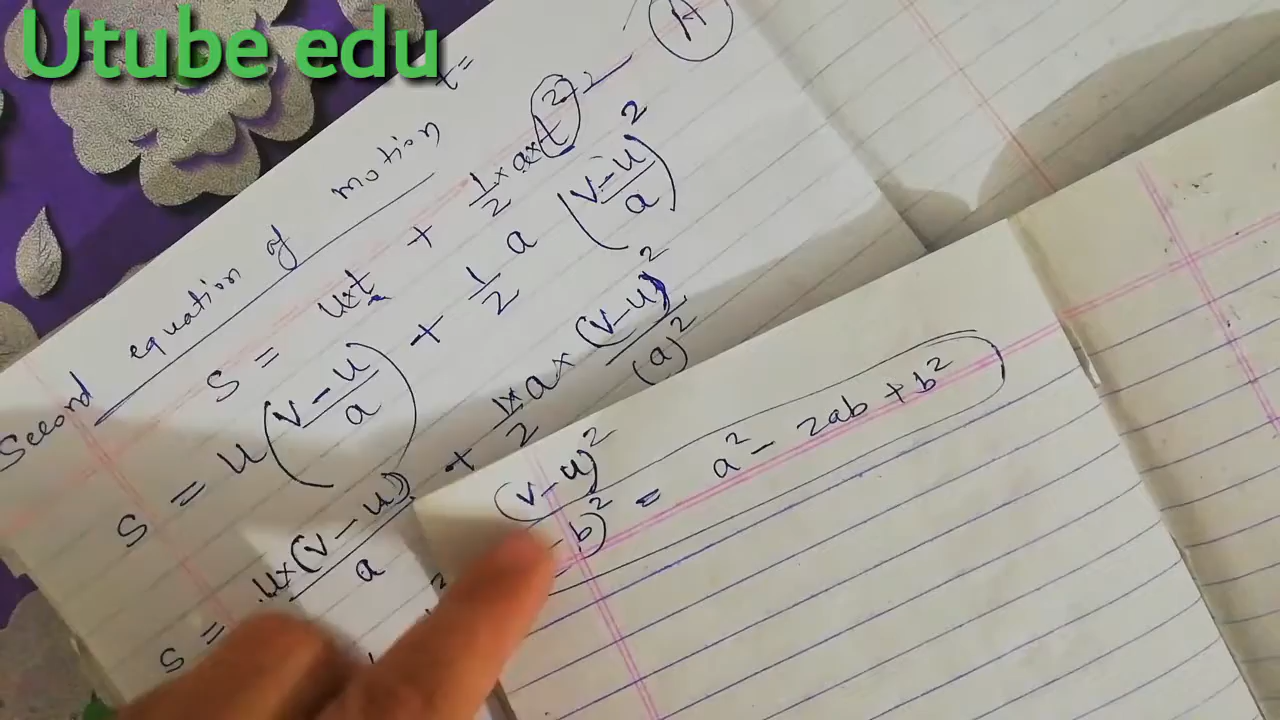 Utube edu
A
t=
Second equation of motion
S = u×t + 1/2 × a×t²
S = u((v-u)/a) + 1/2 a ((v-u)/a)²
S = u×(v-u)/a + 1/2×a×(v-u)²/(a)²
(v-u)²
-b)² = a²-2ab+b²